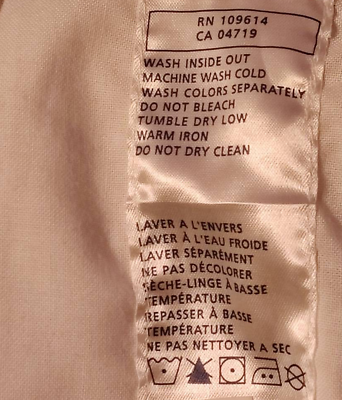 RN 109614
CA 04719
WASH INSIDE OUT
MACHINE WASH COLD
WASH COLORS SEPARATELY
DO NOT BLEACH
TUMBLE DRY LOW
WARM IRON
DO NOT DRY CLEAN
LAVER A L'ENVERS
LAVER À L'EAU FROIDE
LAVER SÉPARÉMENT
NE PAS DÉCOLORER
SÈCHE-LINGE À BASSE
TEMPÉRATURE
REPASSER À BASSE
TEMPÉRATURE
NE PAS NETTOYER A SEC